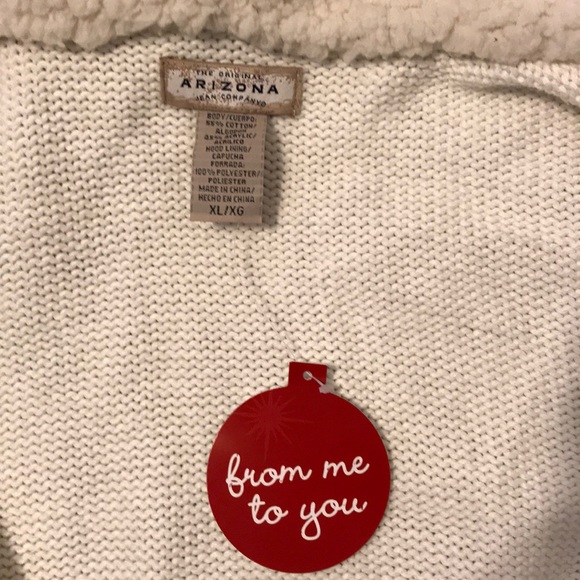 THE ORIGINAL
ARIZONA
JEAN COMPANY®
BODY/CUERPO:
55% COTTON/
ALGODON
45% ACRYLIC/
ACRILICO
HOOD LINING/
CAPUCHA
FORRADA:
100% POLYESTER/
POLIESTER
MADE IN CHINA/
HECHO EN CHINA
XL/XG
from me
to you